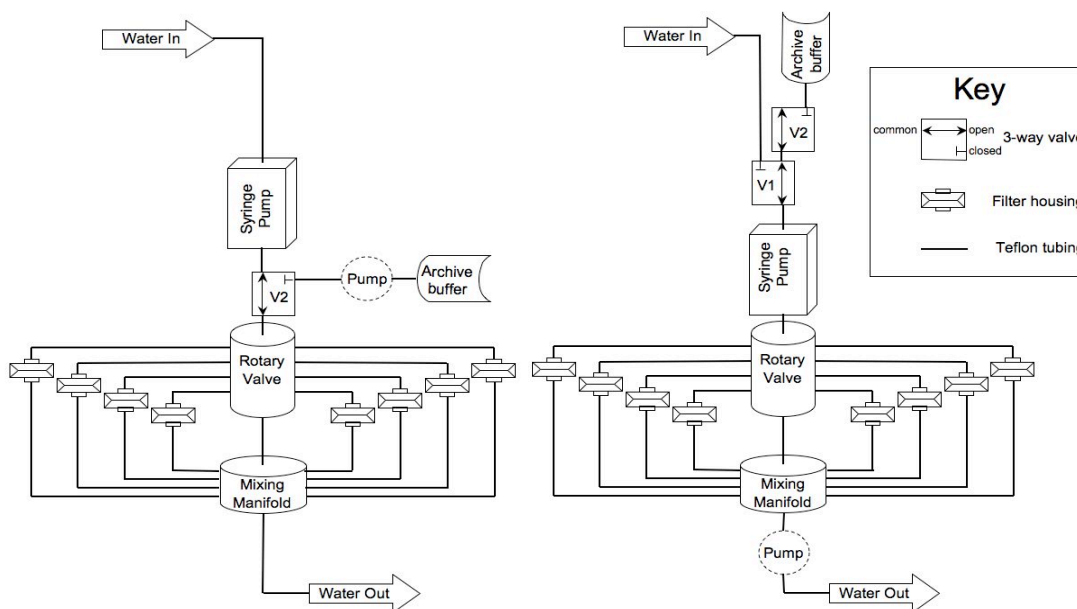 Water In
Syringe
Pump
V2
Pump
Archive
buffer
Rotary
Valve
Mixing
Manifold
Water Out
Water In
Archive
buffer
V2
V1
Syringe
Pump
Rotary
Valve
Mixing
Manifold
Pump
Water Out
Key
common
open
closed
3-way valv
Filter housing
Teflon tubing